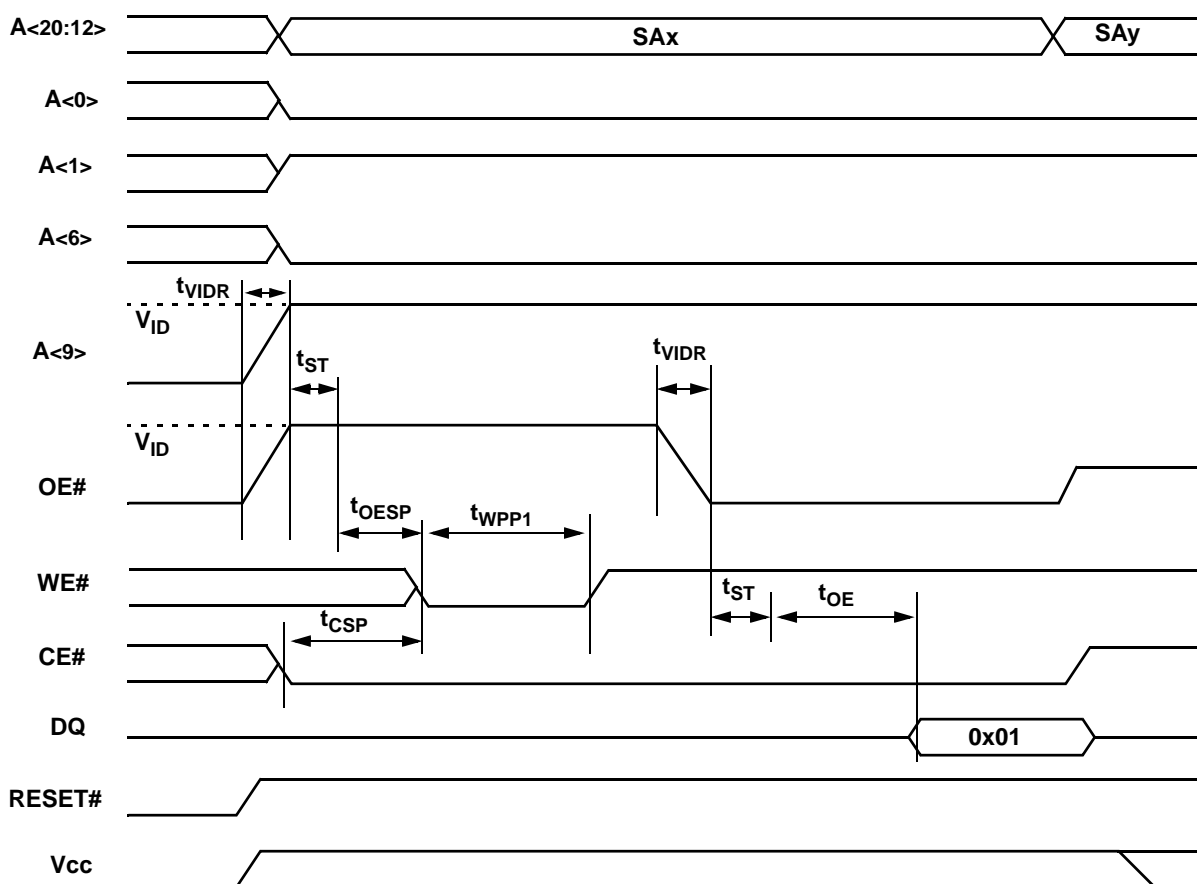 A<20:12>
SAx
SAy
A<0>
A<1>
A<6>
tVIDR
VID
A<9>
tST
tVIDR
VID
OE#
tOESP
tWPP1
WE#
tST
tOE
tCSP
CE#
DQ
0x01
RESET#
Vcc